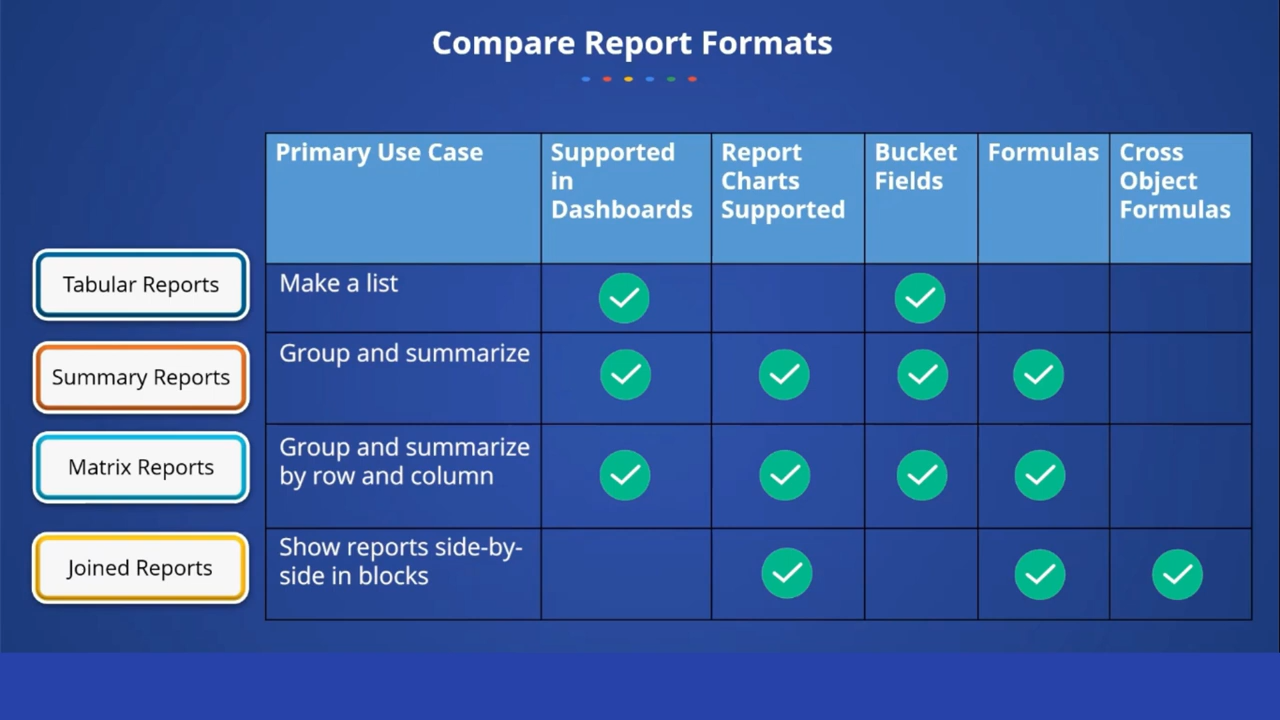 Compare Report Formats
Primary Use Case
Supported
in
Dashboards
Report
Charts
Supported
Bucket
Fields
Formulas
Cross
Object
Formulas
Tabular Reports
Make a list
Summary Reports
Group and summarize
Matrix Reports
Group and summarize
by row and column
Joined Reports
Show reports side-by-
side in blocks